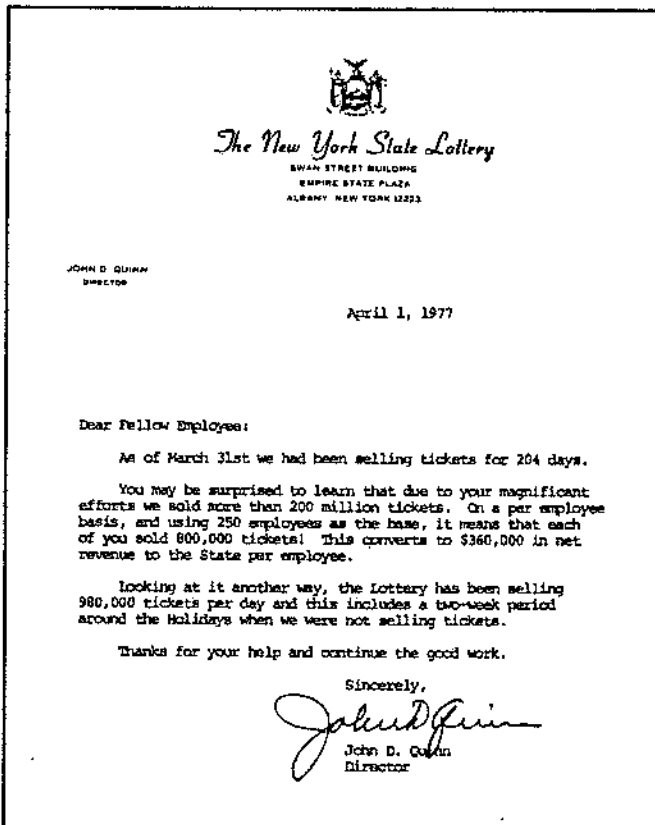 The New York State Lottery
SWAN STREET BUILDING
EMPIRE STATE PLAZA
ALBANY NEW YORK 12223
JOHN D QUINN
DIRECTOR
April 1, 1977
Dear Fellow Employee:
As of March 31st we had been selling tickets for 204 days.
You may be surprised to learn that due to your magnificent
efforts we sold more than 200 million tickets. On a per employee
basis, and using 250 employees as the base, it means that each
of you sold 800,000 tickets! This converts to $360,000 in net
revenue to the State per employee.
Looking at it another way, the Lottery has been selling
980,000 tickets per day and this includes a two-week period
around the Holidays when we were not selling tickets.
Thanks for your help and continue the good work.
Sincerely,
John D Quinn
John D. Quinn
Director